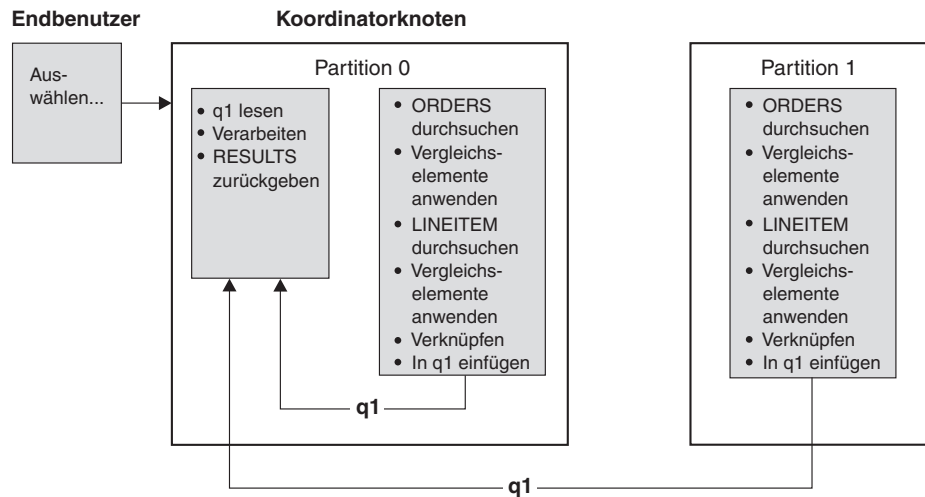 Endbenutzer
Koordinatorknoten
Aus-
wählen...
Partition 0
• q1 lesen
• Verarbeiten
• RESULTS
zurückgeben
• ORDERS
durchsuchen
• Vergleichs-
elemente
anwenden
• LINEITEM
durchsuchen
• Vergleichs-
elemente
anwenden
• Verknüpfen
• In q1 einfügen
Partition 1
• ORDERS
durchsuchen
• Vergleichs-
elemente
anwenden
• LINEITEM
durchsuchen
• Vergleichs-
elemente
anwenden
• Verknüpfen
• In q1 einfügen
q1
q1